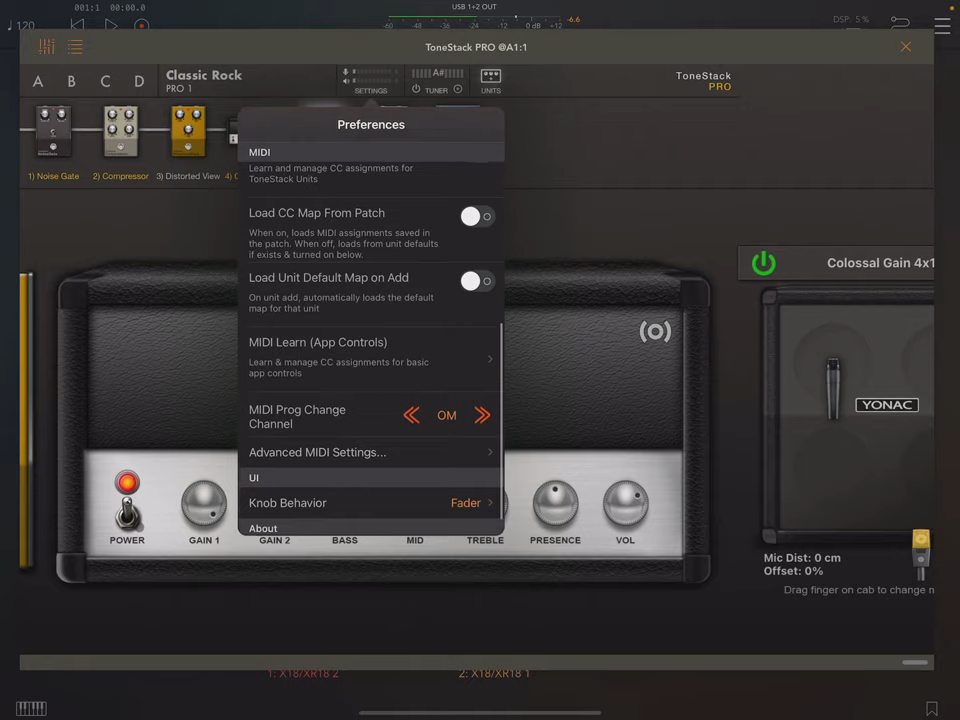 USB 1+2 OUT
001:1 00:00.0
120
-60 -48 -36 -24 -12 0 dB +12
-6.6
DSP: 5 %
ToneStack PRO @A1:1
A B C D
Classic Rock
PRO 1
SETTINGS
A#
TUNER
UNITS
ToneStack
PRO
1) Noise Gate
2) Compressor
3) Distorted View
Preferences
MIDI
Learn and manage CC assignments for
ToneStack Units
Load CC Map From Patch
When on, loads MIDI assignments saved in
the patch. When off, loads from unit defaults
if exists & turned on below.
Load Unit Default Map on Add
On unit add, automatically loads the default
map for that unit
MIDI Learn (App Controls)
Learn & manage CC assignments for basic
app controls
MIDI Prog Change
Channel
OM
Advanced MIDI Settings...
UI
Knob Behavior
Fader
About
Colossal Gain 4x1
YONAC
POWER
GAIN 1
GAIN 2
BASS
MID
TREBLE
PRESENCE
VOL
Mic Dist: 0 cm
Offset: 0%
Drag finger on cab to change
1: X18/XR18 2
2: X18/XR18 1